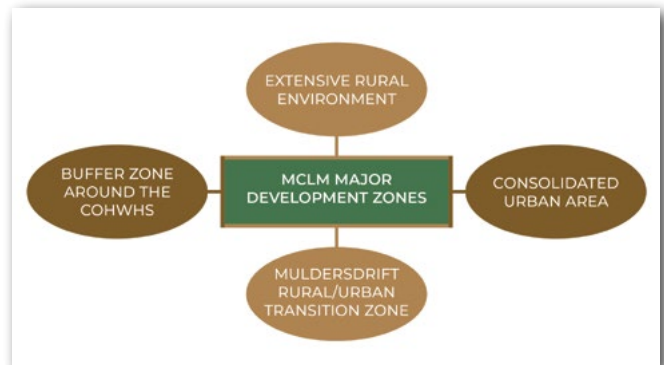 EXTENSIVE RURAL
ENVIRONMENT
BUFFER ZONE
AROUND THE
COHWHS
MCLM MAJOR
DEVELOPMENT ZONES
CONSOLIDATED
URBAN AREA
MULDERSDRIFT
RURAL/URBAN
TRANSITION ZONE